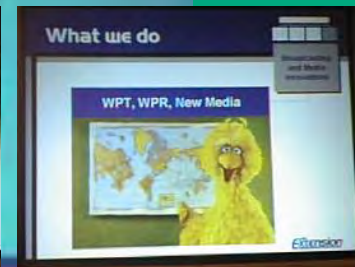 What we do
Broadcasting
and Media
Innovations
WPT, WPR, New Media
Extension